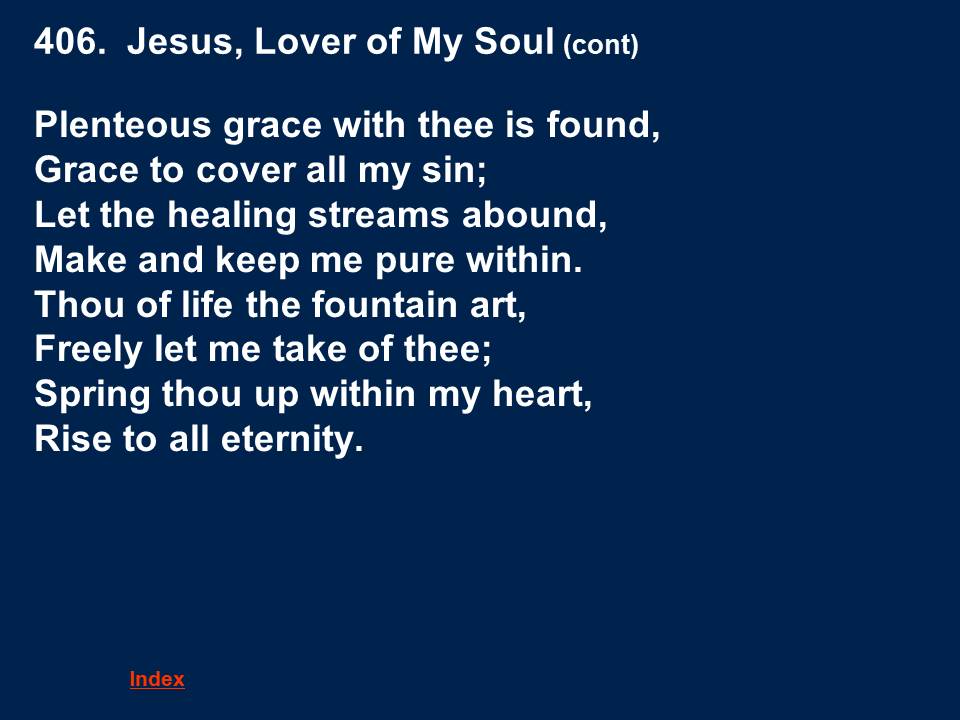 406.  Jesus, Lover of My Soul (cont)
Plenteous grace with thee is found,
Grace to cover all my sin;
Let the healing streams abound,
Make and keep me pure within.
Thou of life the fountain art,
Freely let me take of thee;
Spring thou up within my heart,
Rise to all eternity.
Index